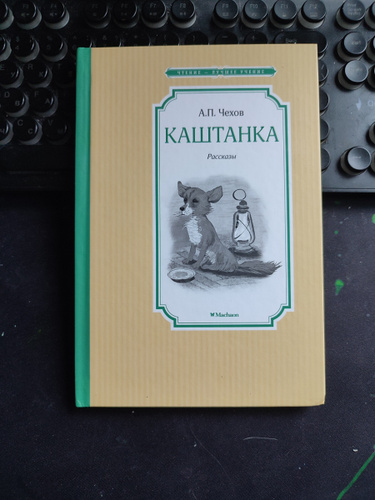 ЧТЕНИЕ – ЛУЧШЕЕ УЧЕНИЕ
А.П. Чехов
КАШТАНКА
Рассказы
Machaon